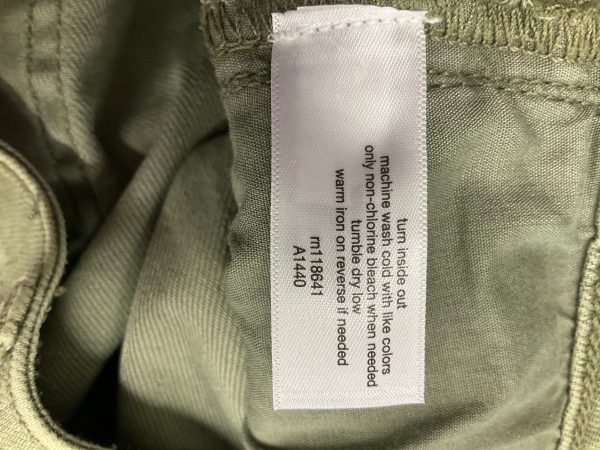 turn inside out
machine wash cold with like colors
only non-chlorine bleach when needed
tumble dry low
warm iron on reverse if needed
rn118641
A1440